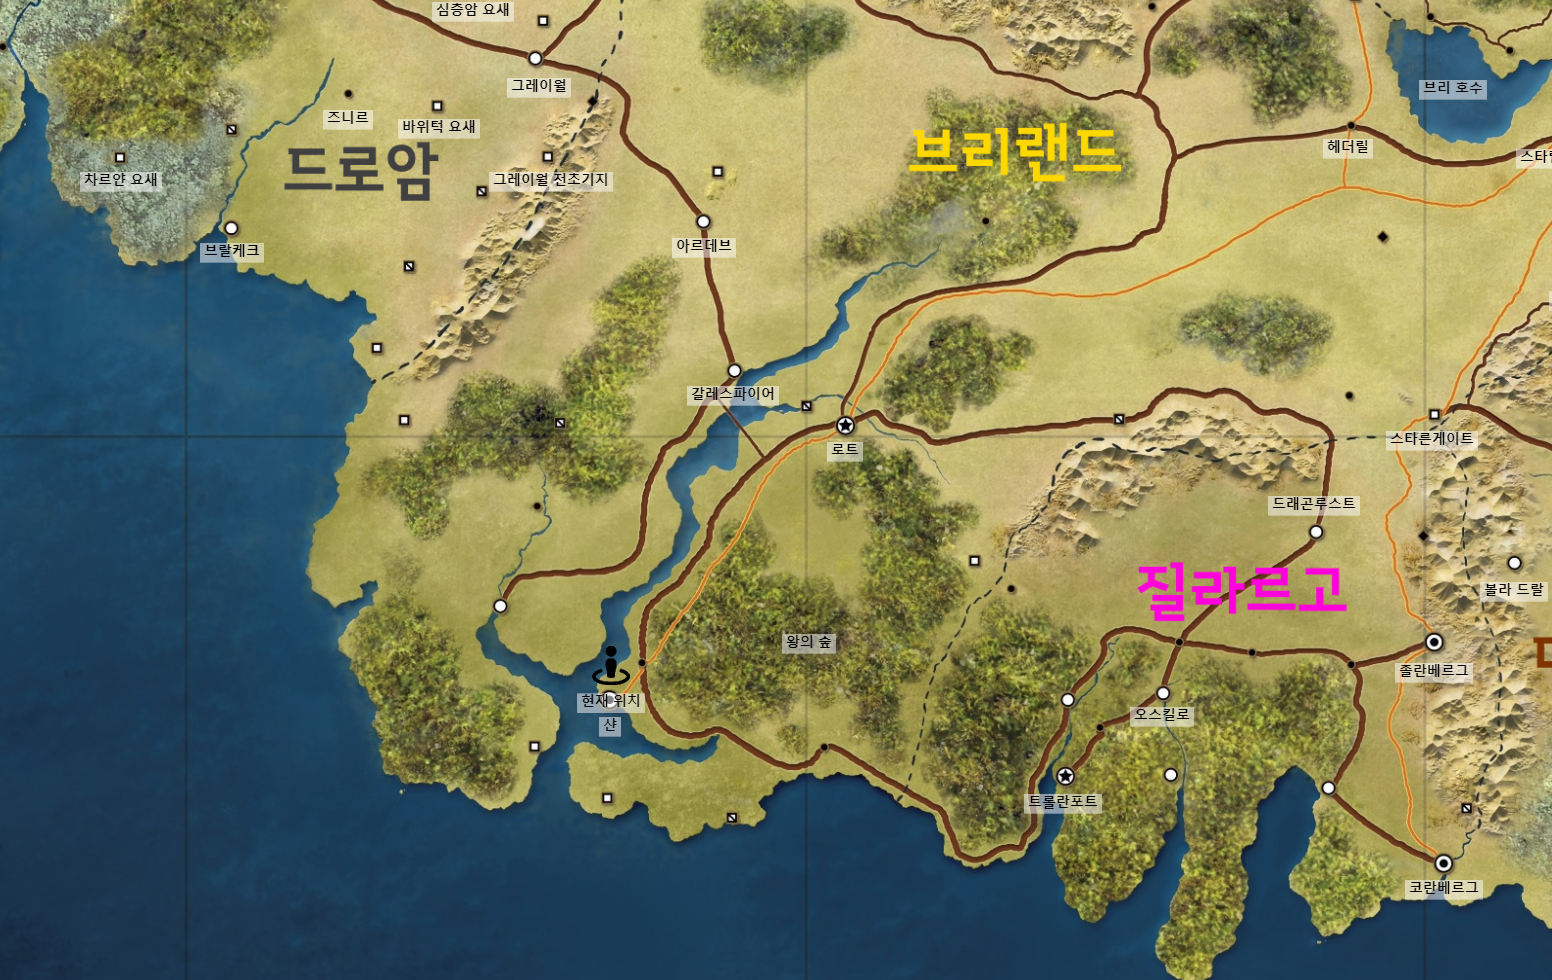 심층암 요새
그레이월
브리 호수
즈니르
바위턱 요새
브리랜드
헤더릴
스타
드로암
차르얀 요새
그레이월 전초기지
브랄케크
아르데브
갈레스파이어
로트
스타른게이트
드래곤루스트
질라르고
볼라 드랄
왕의 숲
졸란베르그
현재 위치
샨
오스킬로
트롤란포트
코란베르그